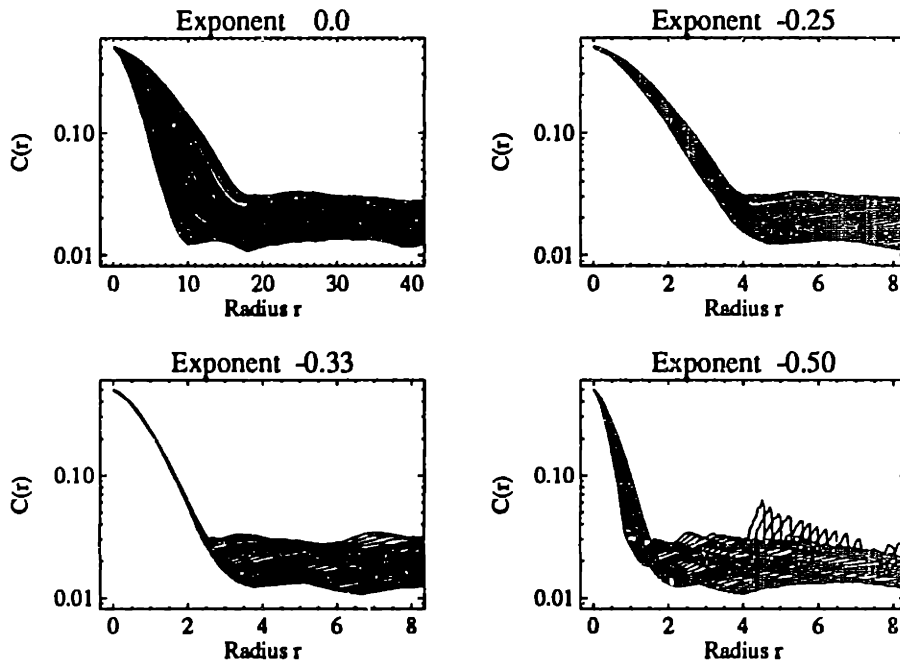 Exponent 0.0
C(r)
0.10
0.01
0 10 20 30 40
Radius r
Exponent -0.25
C(r)
0.10
0.01
0 2 4 6 8
Radius r
Exponent -0.33
C(r)
0.10
0.01
0 2 4 6 8
Radius r
Exponent -0.50
C(r)
0.10
0.01
0 2 4 6 8
Radius r